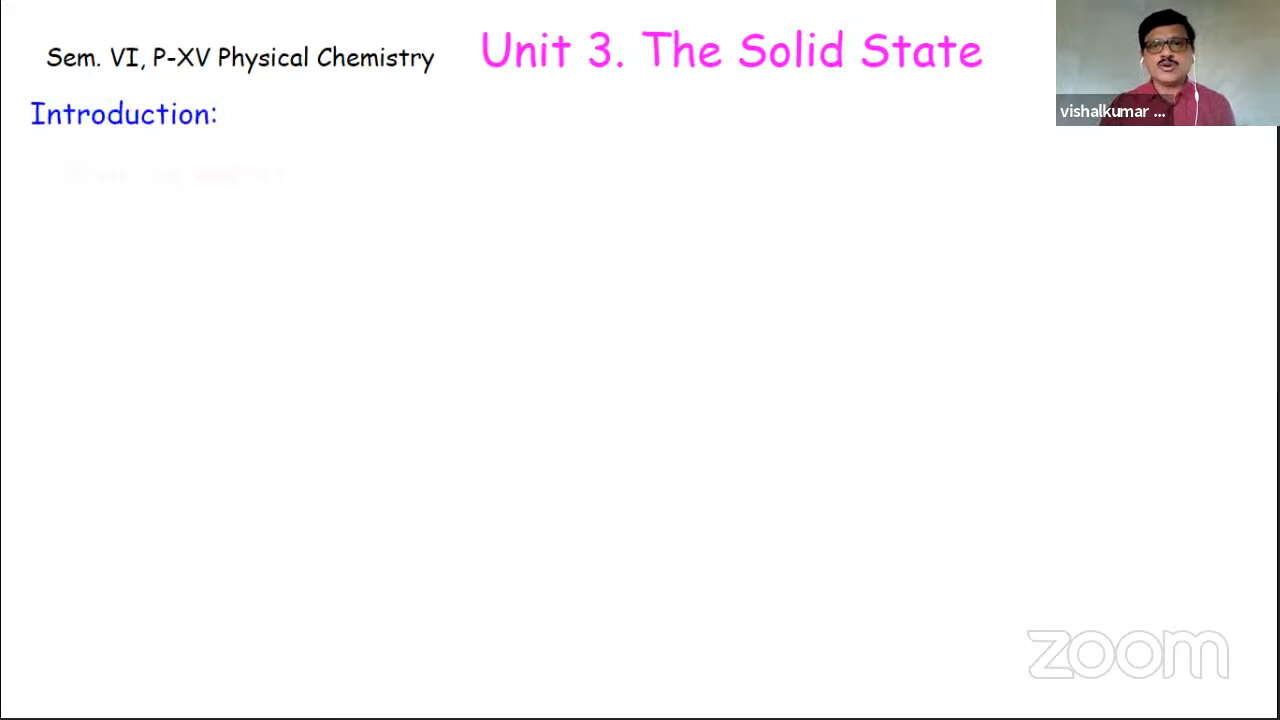 Sem. VI, P-XV Physical Chemistry Unit 3. The Solid State
vishalkumar ...
Introduction:
zoom